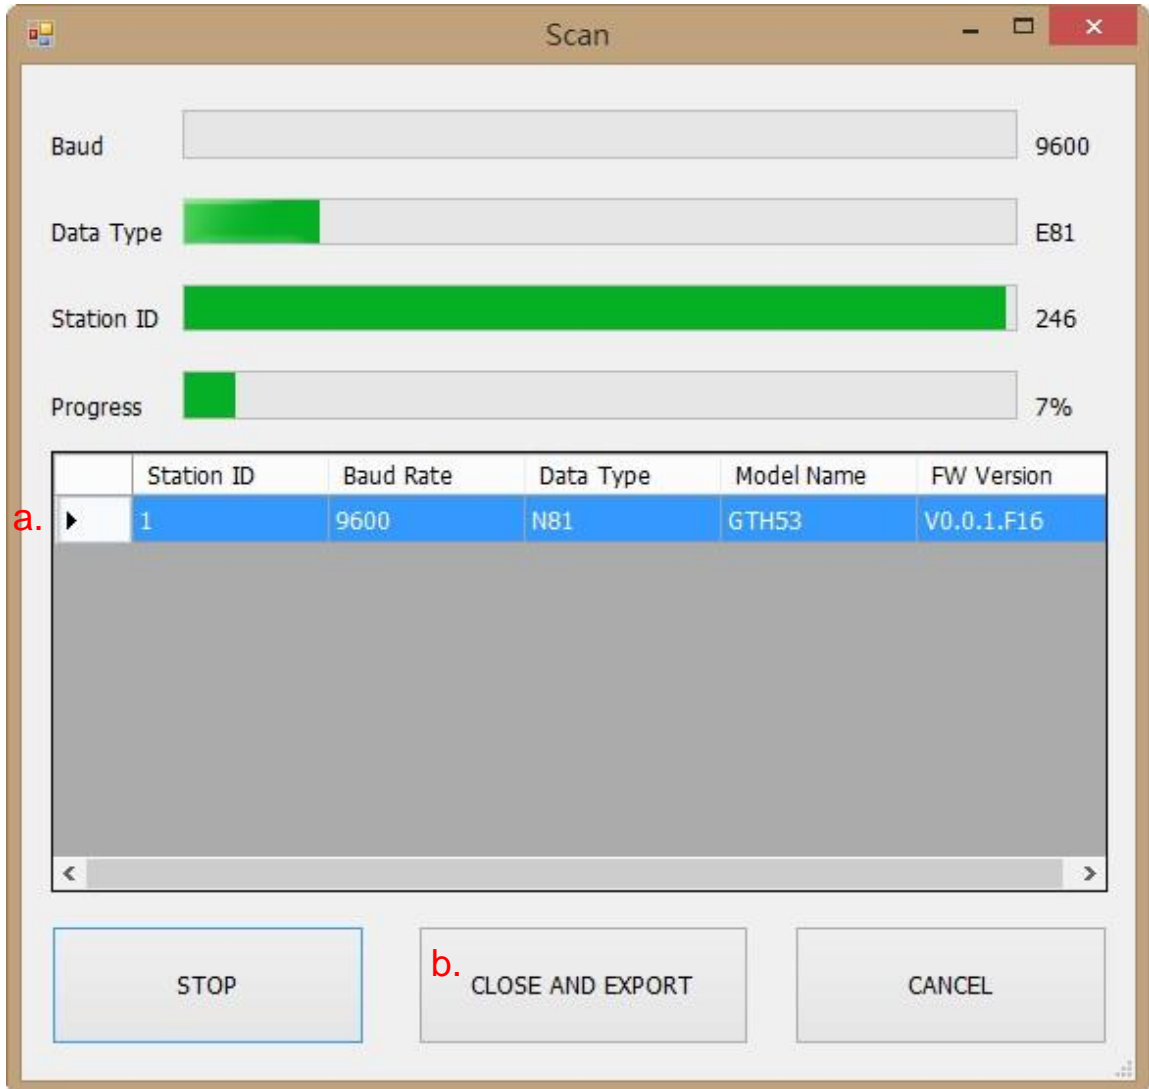 Scan
Baud 9600
Data Type E81
Station ID 246
Progress 7%
Station ID Baud Rate Data Type Model Name FW Version
a. 1 9600 N81 GTH53 V0.0.1.F16
STOP b. CLOSE AND EXPORT CANCEL